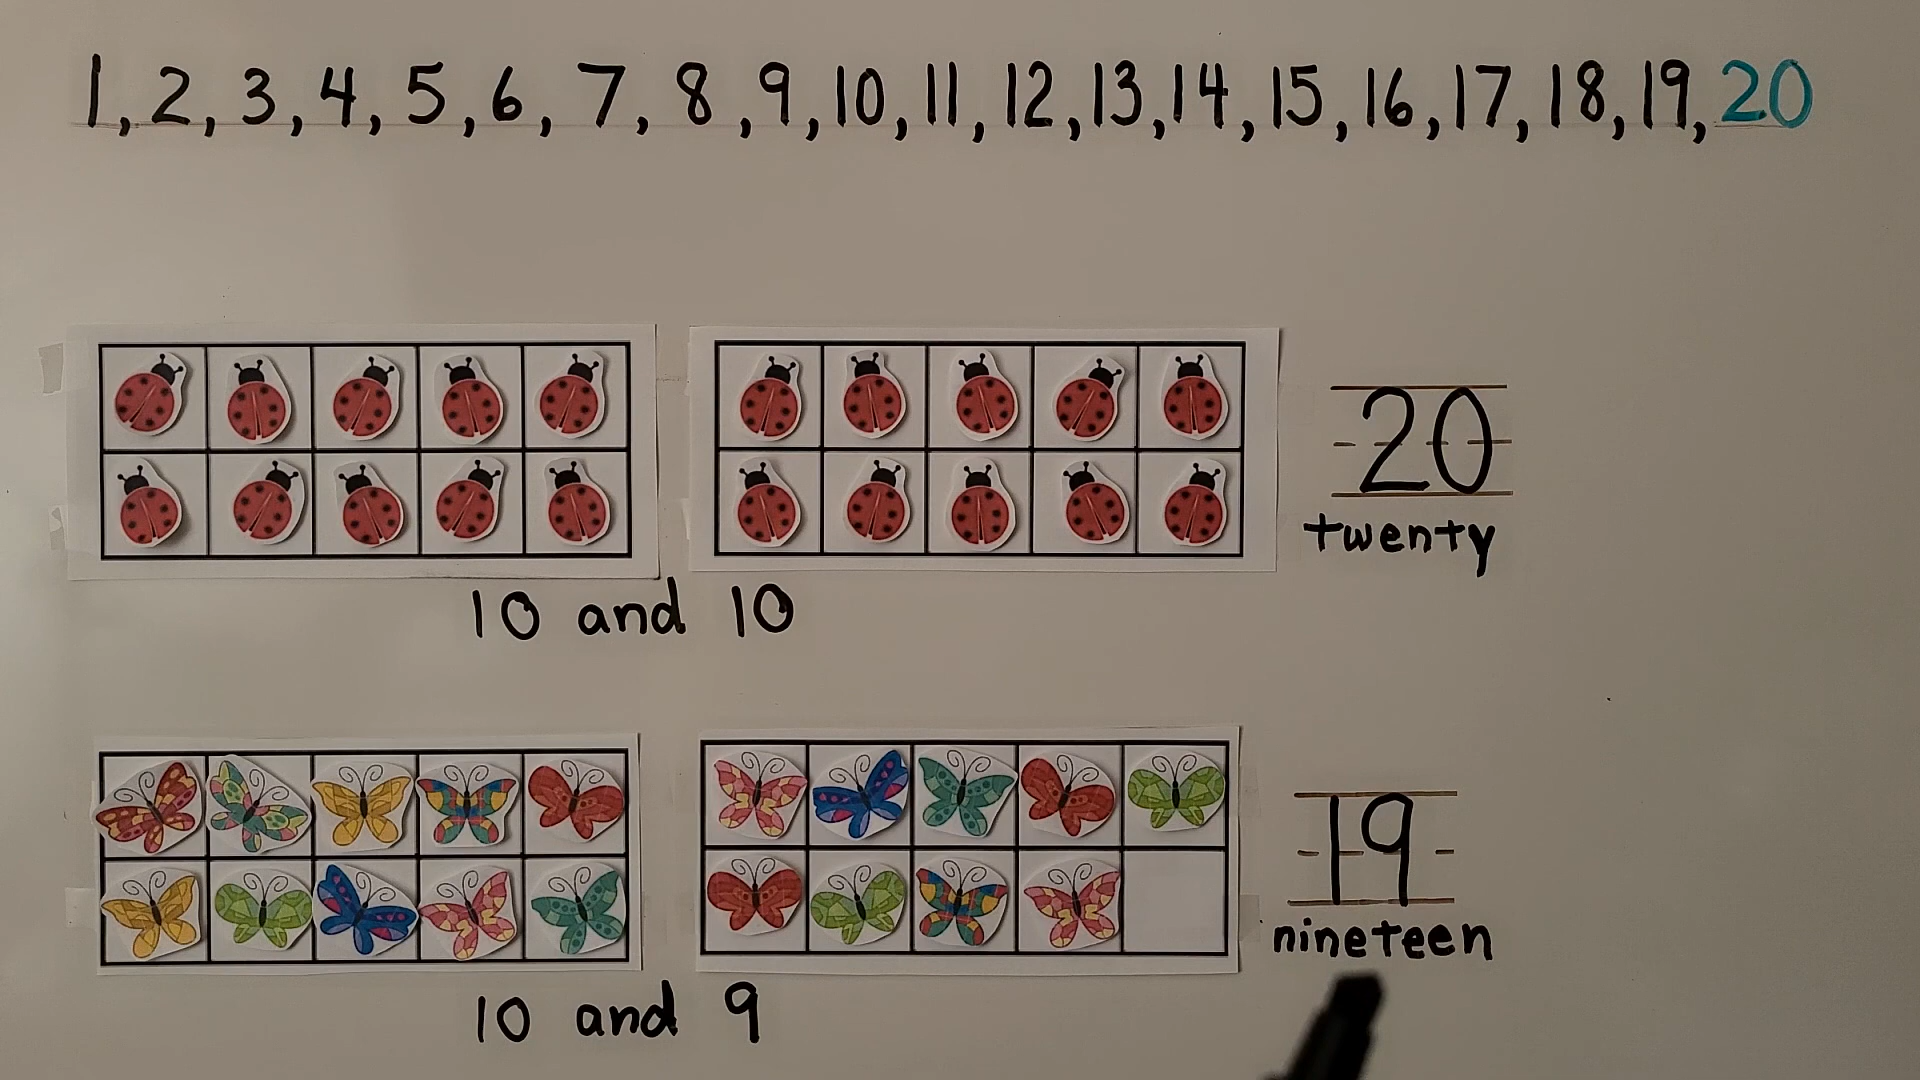 1, 2, 3, 4, 5, 6, 7, 8, 9, 10, 11, 12, 13, 14, 15, 16, 17, 18, 19, 20
20
twenty
10 and 10
19
nineteen
10 and 9